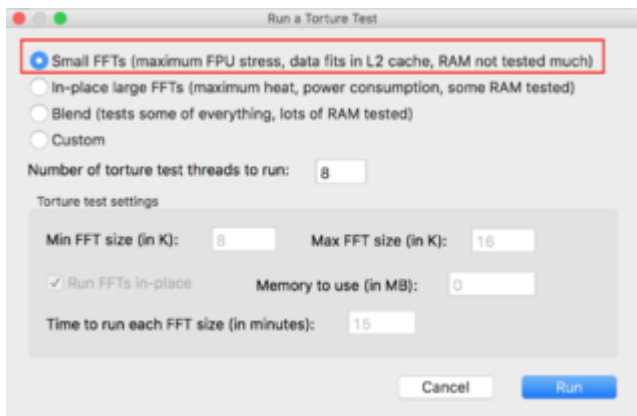 Run a Torture Test
Small FFTs (maximum FPU stress, data fits in L2 cache, RAM not tested much)
In-place large FFTs (maximum heat, power consumption, some RAM tested)
Blend (tests some of everything, lots of RAM tested)
Custom
Number of torture test threads to run: 8
Torture test settings
Min FFT size (in K): 8 Max FFT size (in K): 16
Run FFTs in-place Memory to use (in MB): 0
Time to run each FFT size (in minutes): 15
Cancel Run